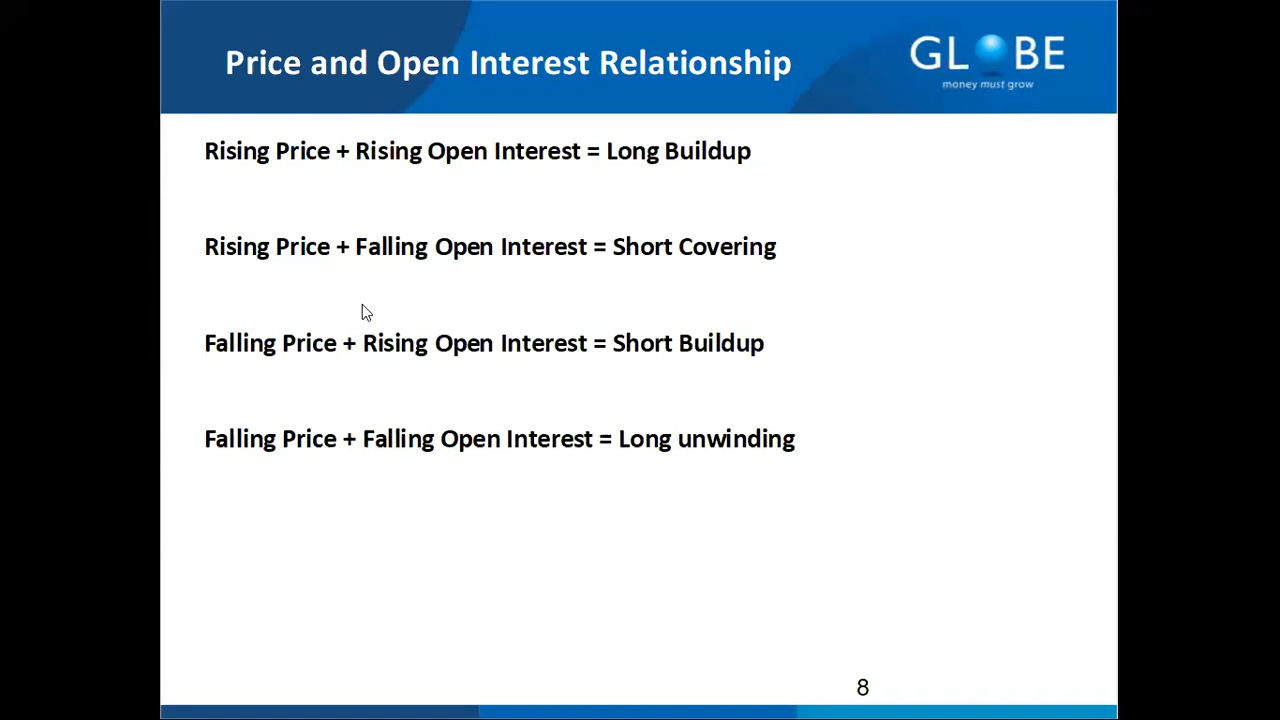 Price and Open Interest Relationship
GLOBE
money must grow
Rising Price + Rising Open Interest = Long Buildup
Rising Price + Falling Open Interest = Short Covering
Falling Price + Rising Open Interest = Short Buildup
Falling Price + Falling Open Interest = Long unwinding
8